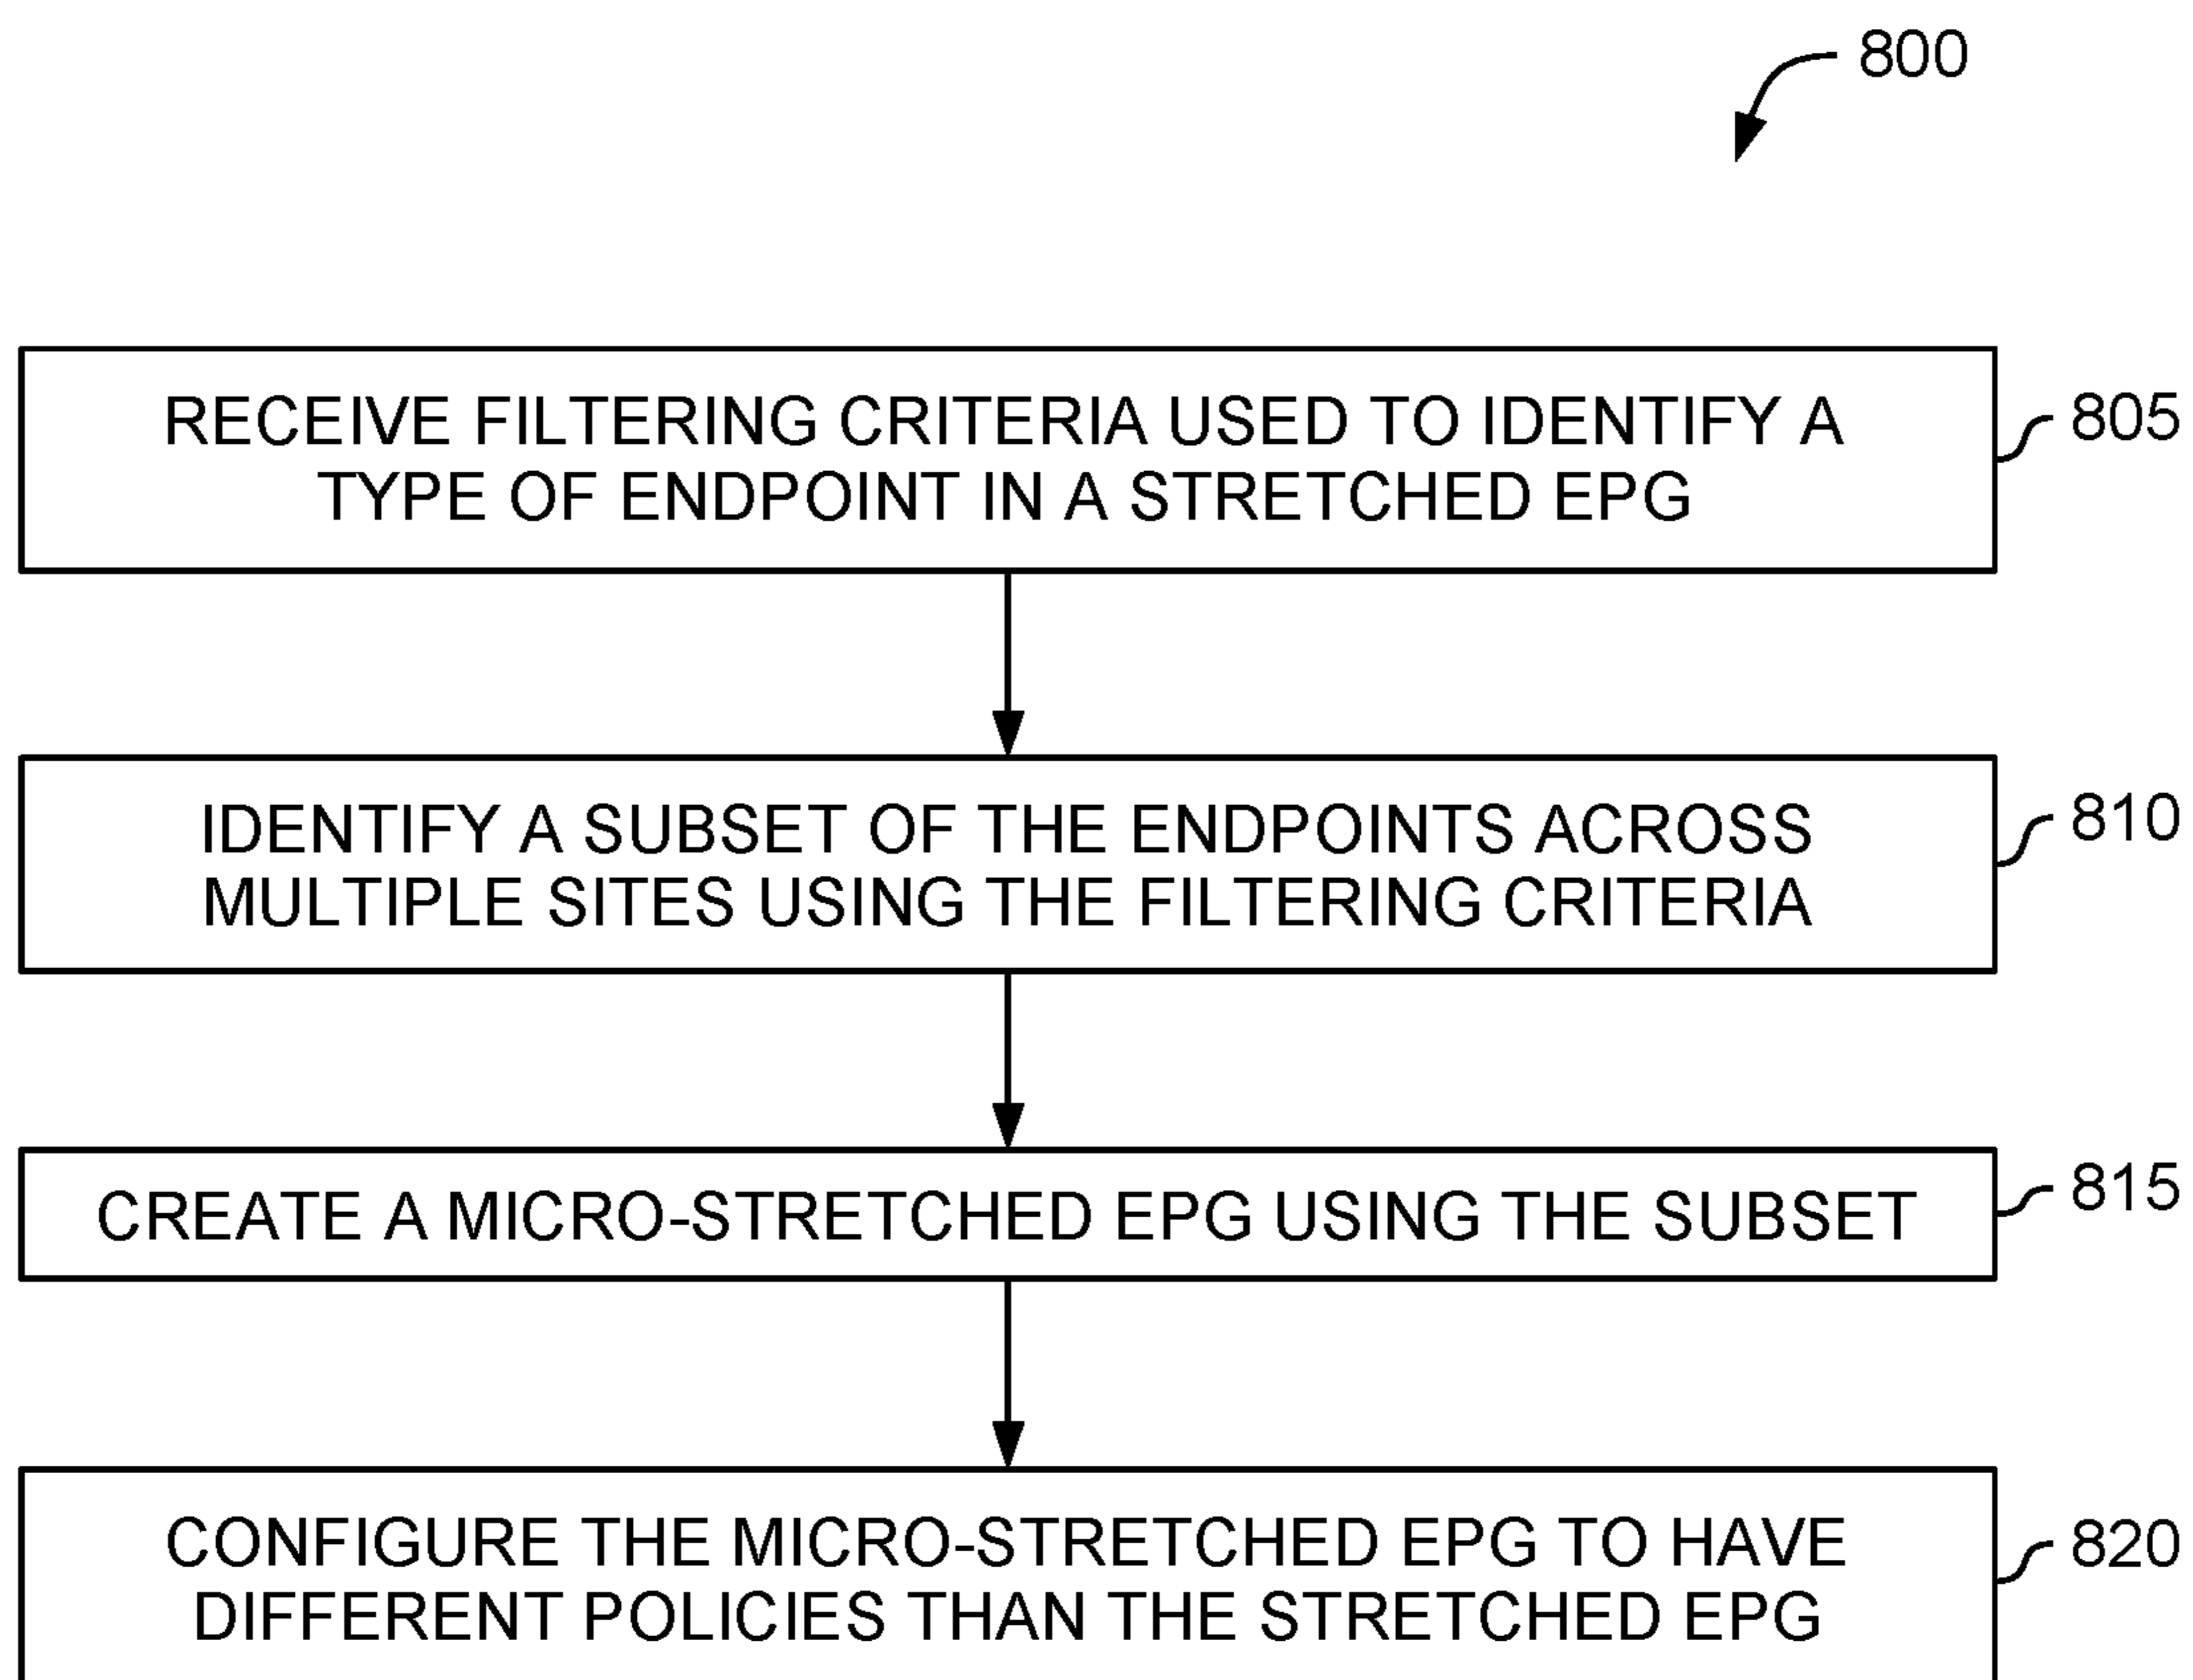 800
RECEIVE FILTERING CRITERIA USED TO IDENTIFY A
TYPE OF ENDPOINT IN A STRETCHED EPG
805
IDENTIFY A SUBSET OF THE ENDPOINTS ACROSS
MULTIPLE SITES USING THE FILTERING CRITERIA
810
CREATE A MICRO-STRETCHED EPG USING THE SUBSET
815
CONFIGURE THE MICRO-STRETCHED EPG TO HAVE
DIFFERENT POLICIES THAN THE STRETCHED EPG
820